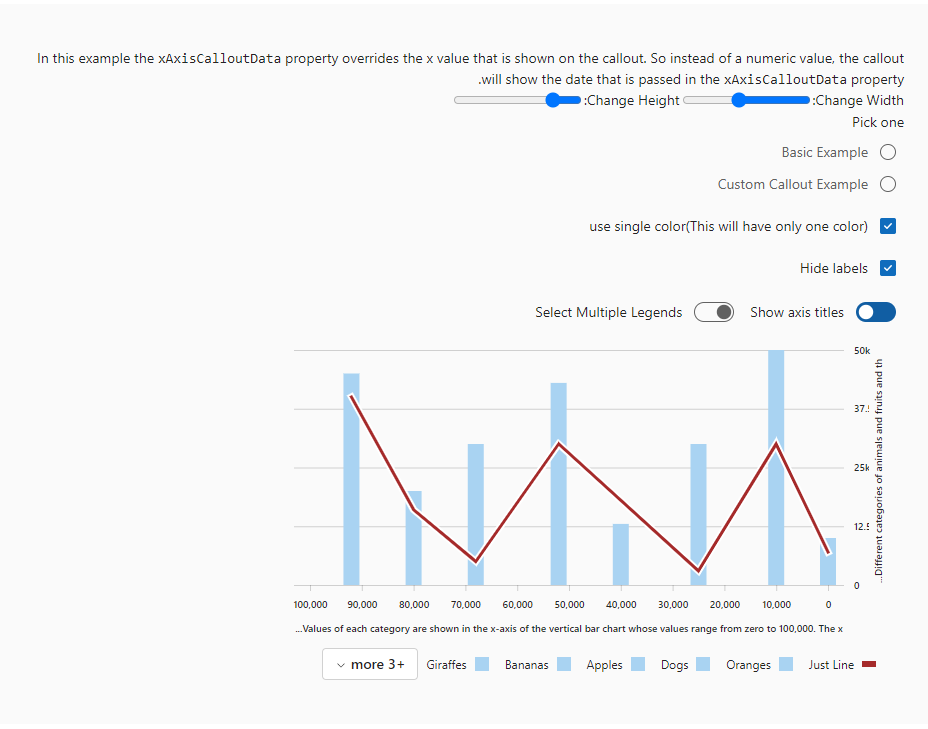 In this example the xAxisCalloutData property overrides the x value that is shown on the callout. So instead of a numeric value, the callout
.will show the date that is passed in the xAxisCalloutData property
:Change Width
:Change Height
Pick one
Basic Example
Custom Callout Example
use single color(This will have only one color)
Hide labels
Show axis titles
Select Multiple Legends
50k
37.5
25k
12.5
0
...Different categories of animals and fruits and th
100,000 90,000 80,000 70,000 60,000 50,000 40,000 30,000 20,000 10,000 0
...Values of each category are shown in the x-axis of the vertical bar chart whose values range from zero to 100,000. The x
Just Line
Oranges
Dogs
Apples
Bananas
Giraffes
more 3+